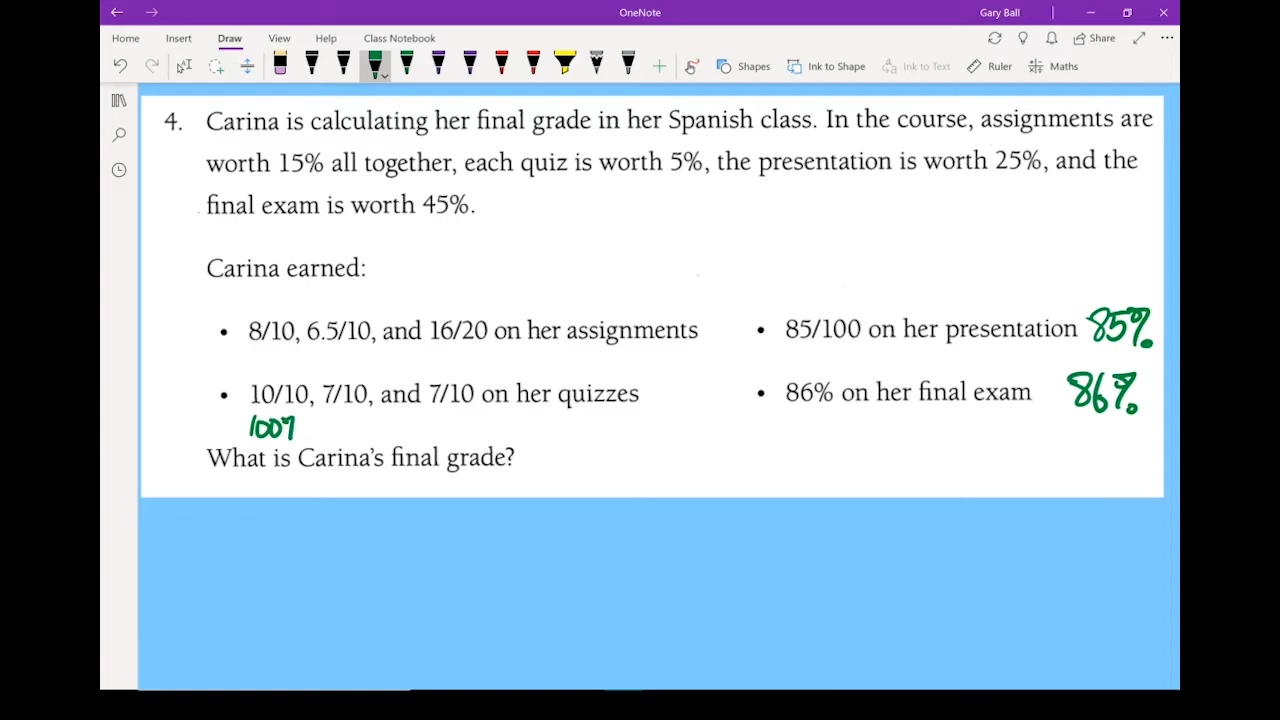 OneNote
Gary Ball
Home Insert Draw View Help Class Notebook
Share
Shapes Ink to Shape Ink to Text Ruler Maths
4. Carina is calculating her final grade in her Spanish class. In the course, assignments are
worth 15% all together, each quiz is worth 5%, the presentation is worth 25%, and the
final exam is worth 45%.
Carina earned:
• 8/10, 6.5/10, and 16/20 on her assignments
• 85/100 on her presentation 85%
• 10/10, 7/10, and 7/10 on her quizzes
• 86% on her final exam 86%
100%
What is Carina's final grade?